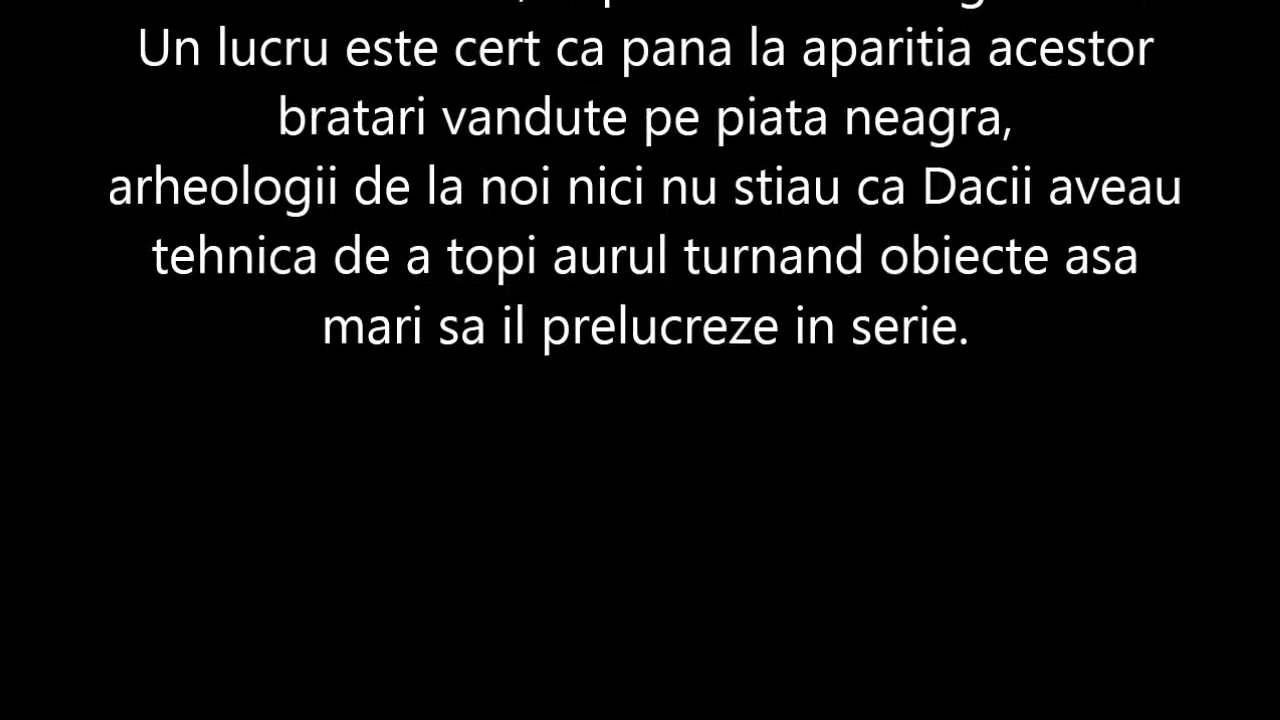 Un lucru este cert ca pana la aparitia acestor
bratari vandute pe piata neagra,
arheologii de la noi nici nu stiau ca Dacii aveau
tehnica de a topi aurul turnand obiecte asa
mari sa il prelucreze in serie.